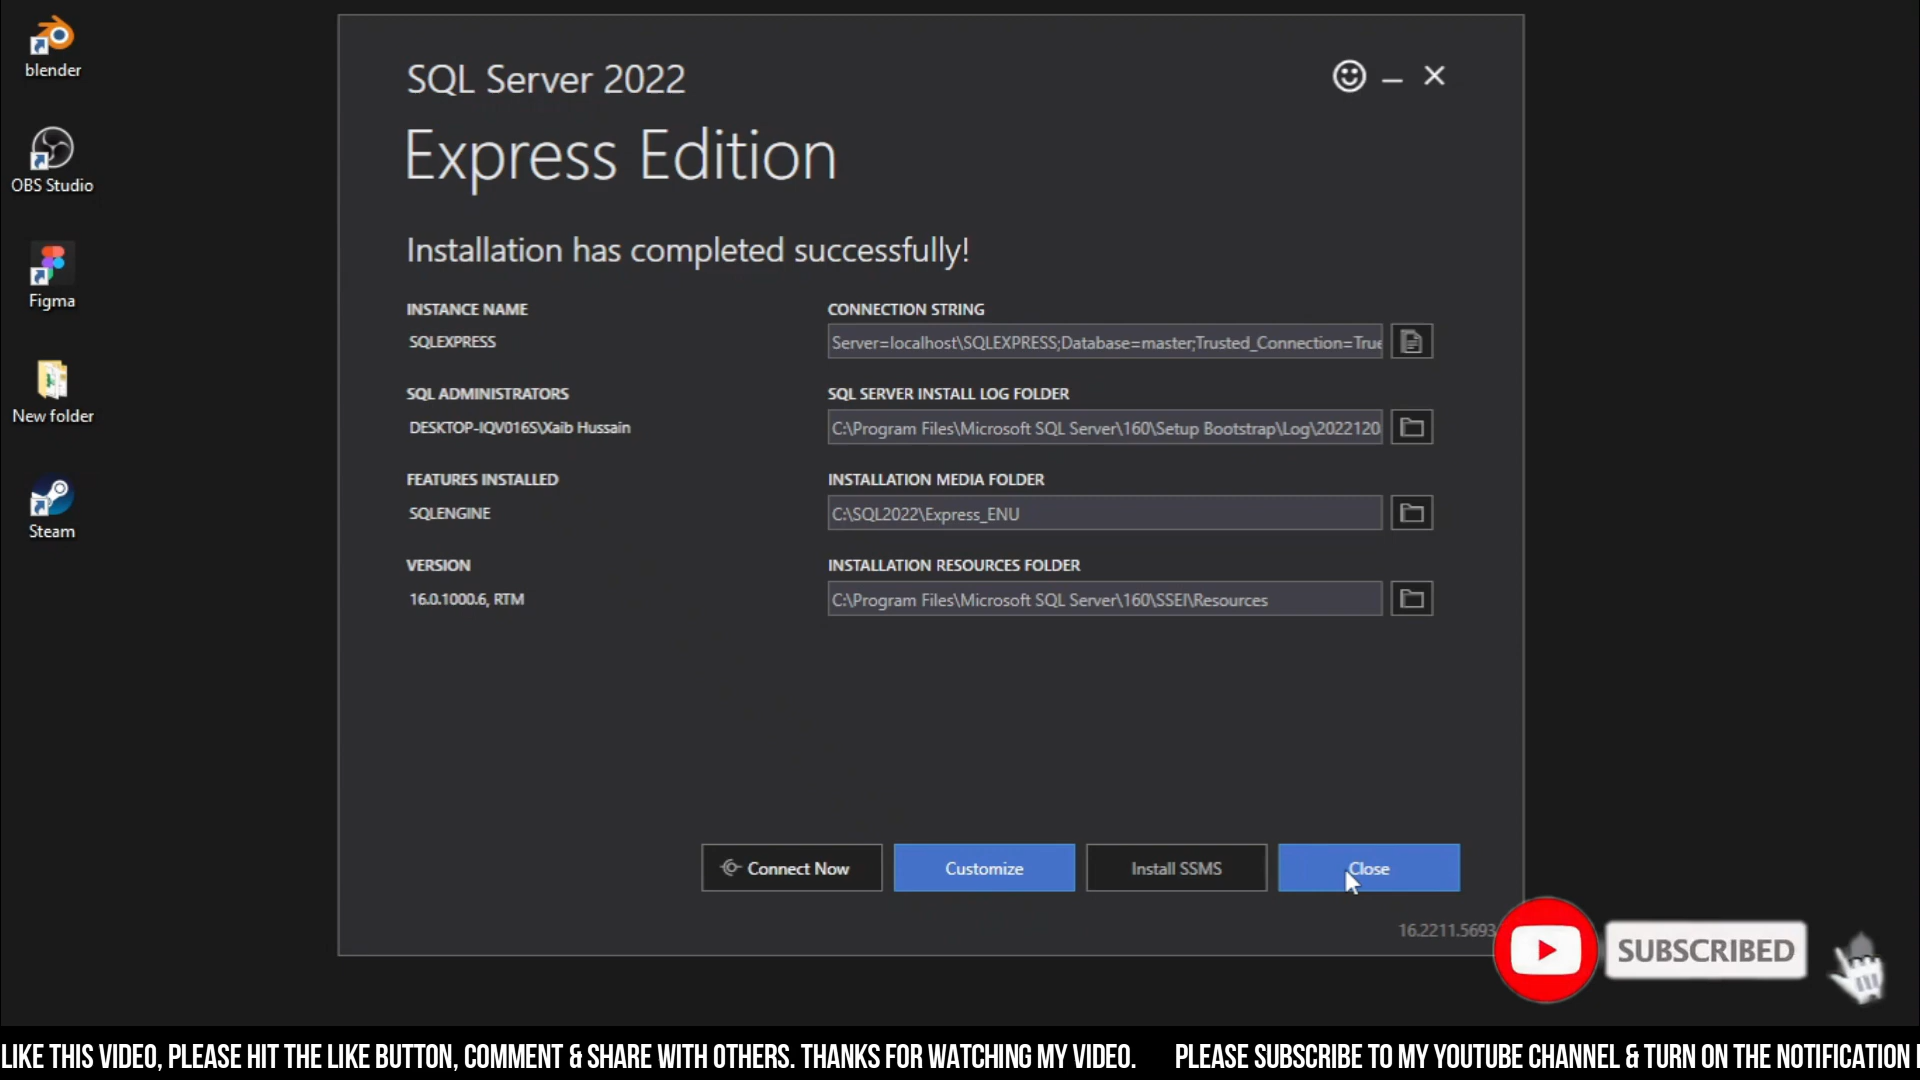 blender
OBS Studio
Figma
New folder
Steam
SQL Server 2022
Express Edition
Installation has completed successfully!
INSTANCE NAME
SQLEXPRESS
CONNECTION STRING
Server=localhost\SQLEXPRESS;Database=master;Trusted_Connection=True
SQL ADMINISTRATORS
DESKTOP-IQV016S\Xaib Hussain
SQL SERVER INSTALL LOG FOLDER
C:\Program Files\Microsoft SQL Server\160\Setup Bootstrap\Log\2022120
FEATURES INSTALLED
SQLENGINE
INSTALLATION MEDIA FOLDER
C:\SQL2022\Express_ENU
VERSION
16.0.1000.6, RTM
INSTALLATION RESOURCES FOLDER
C:\Program Files\Microsoft SQL Server\160\SSEI\Resources
Connect Now
Customize
Install SSMS
Close
16.2211.5693
SUBSCRIBED
LIKE THIS VIDEO, PLEASE HIT THE LIKE BUTTON, COMMENT & SHARE WITH OTHERS. THANKS FOR WATCHING MY VIDEO. PLEASE SUBSCRIBE TO MY YOUTUBE CHANNEL & TURN ON THE NOTIFICATION